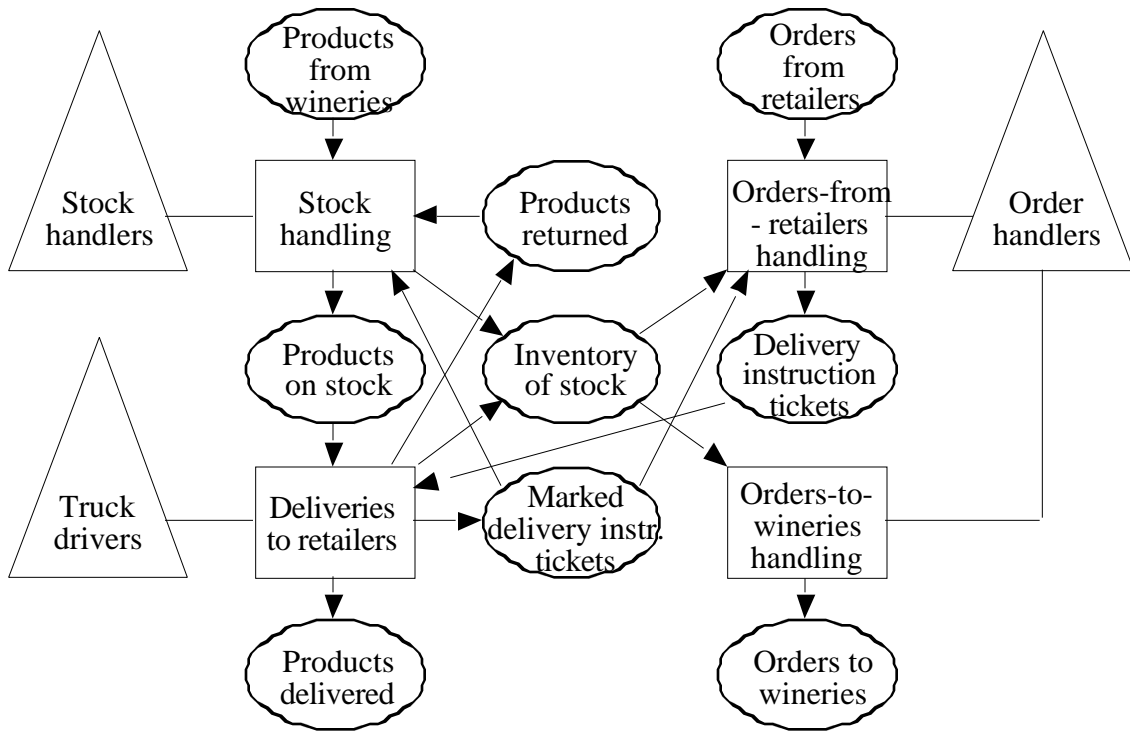 Products
from
wineries
Orders
from
retailers
Stock
handlers
Stock
handling
Products
returned
Orders-from
- retailers
handling
Order
handlers
Products
on stock
Inventory
of stock
Delivery
instruction
tickets
Truck
drivers
Deliveries
to retailers
Marked
delivery instr.
tickets
Orders-to-
wineries
handling
Products
delivered
Orders to
wineries